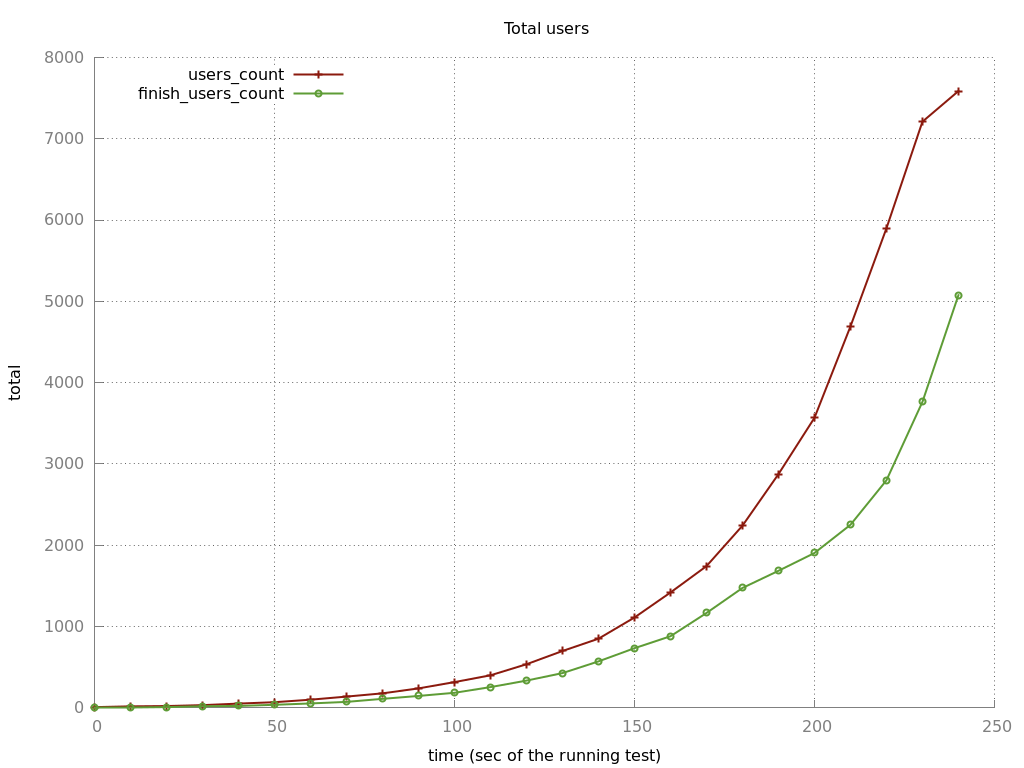 Total users
8000
users_count
finish_users_count
7000
6000
5000
4000
total
3000
2000
1000
0
0 50 100 150 200 250
time (sec of the running test)